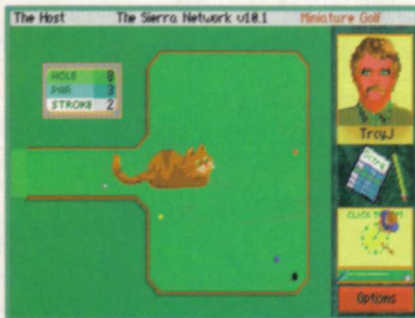 The Host The Sierra Network v10.1 Miniature Golf
HOLE 8
PAR 3
STROKE 2
TroyJ
Options